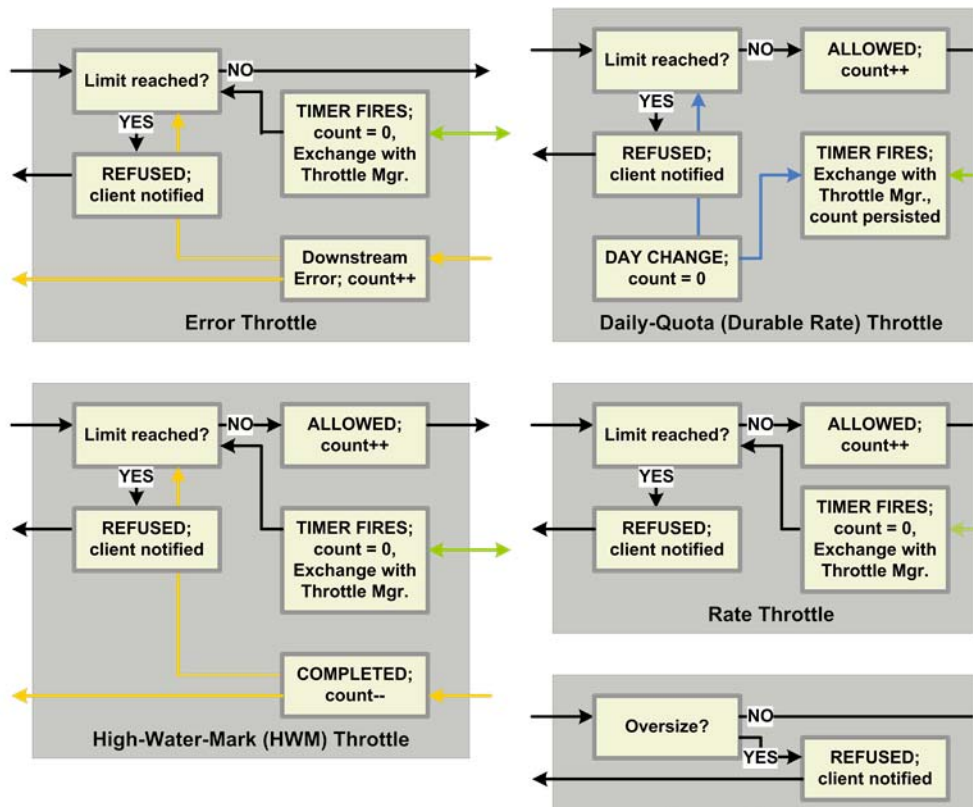 Limit reached?
NO
TIMER FIRES;
count = 0,
Exchange with
Throttle Mgr.
YES
REFUSED;
client notified
Downstream
Error; count++
Error Throttle
Limit reached?
NO
ALLOWED;
count++
YES
REFUSED;
client notified
TIMER FIRES;
Exchange with
Throttle Mgr.,
count persisted
DAY CHANGE;
count = 0
Daily-Quota (Durable Rate) Throttle
Limit reached?
NO
ALLOWED;
count++
YES
REFUSED;
client notified
TIMER FIRES;
count = 0,
Exchange with
Throttle Mgr.
COMPLETED;
count--
High-Water-Mark (HWM) Throttle
Limit reached?
NO
ALLOWED;
count++
YES
REFUSED;
client notified
TIMER FIRES;
count = 0,
Exchange with
Throttle Mgr.
Rate Throttle
Oversize?
NO
YES
REFUSED;
client notified